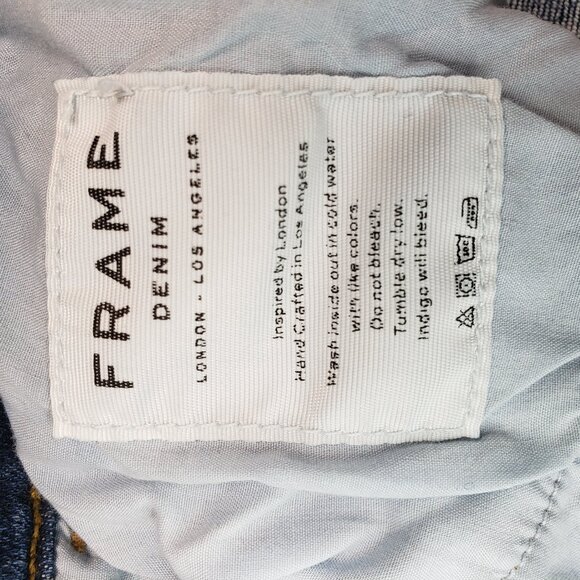 FRAME
DENIM
LONDON - LOS ANGELES
Inspired by London
Hand Crafted in Los Angeles
Wash inside out in cold water
with like colors.
Do not bleach.
Tumble dry low.
Indigo will bleed.